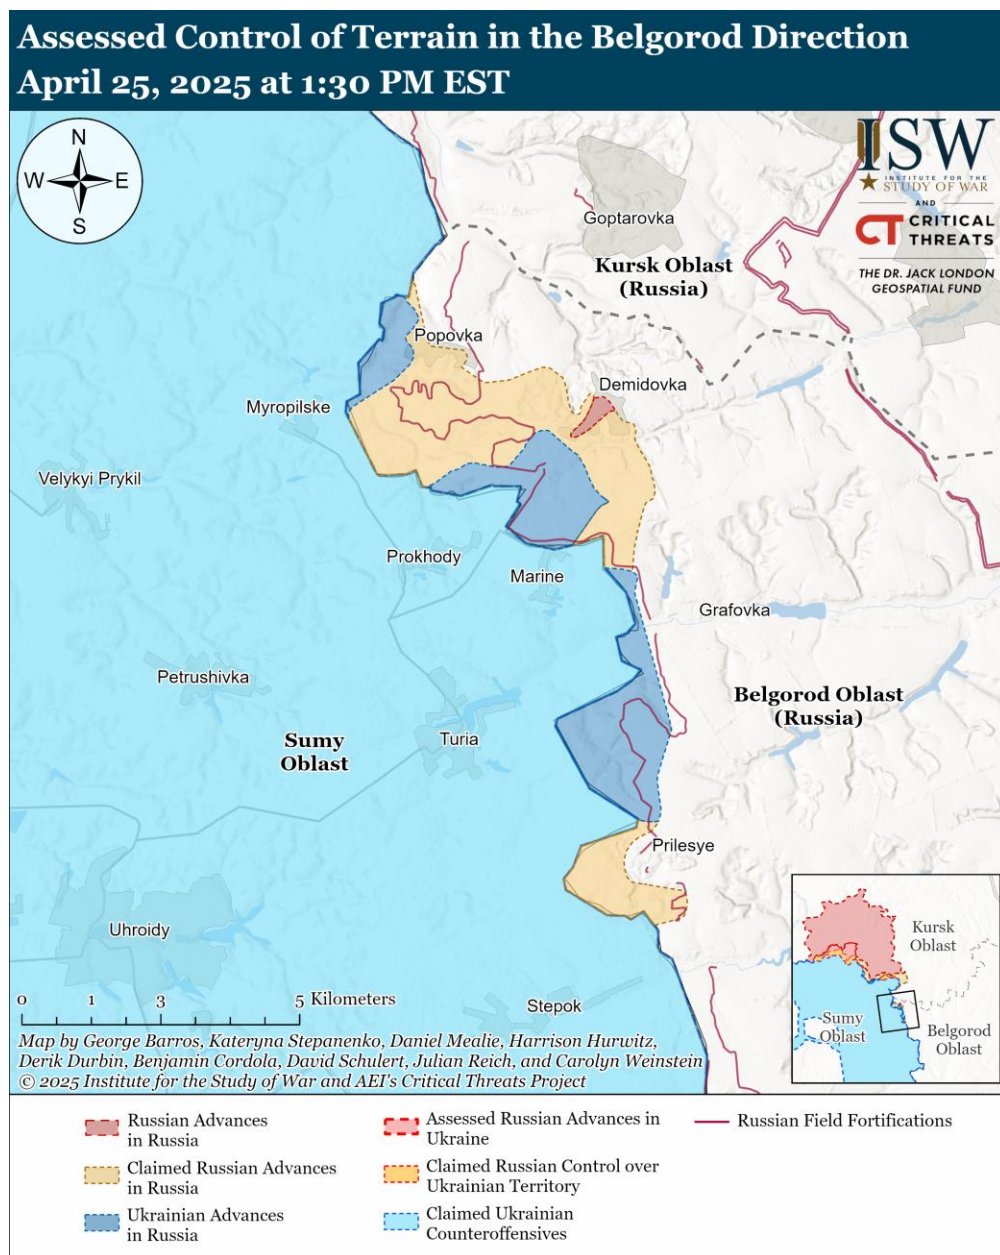 Assessed Control of Terrain in the Belgorod Direction
April 25, 2025 at 1:30 PM EST
N
W E
S
ISW
INSTITUTE FOR THE
STUDY OF WAR
AND
CT CRITICAL
THREATS
THE DR. JACK LONDON
GEOSPATIAL FUND
Goptarovka
Kursk Oblast
(Russia)
Popovka
Demidovka
Myropilske
Velykyi Prykil
Prokhody
Marine
Grafovka
Petrushivka
Belgorod Oblast
(Russia)
Sumy
Oblast
Turia
Prilesye
Uhroidy
Stepok
Kursk
Oblast
Sumy
Oblast
Belgorod
Oblast
0 1 3 5 Kilometers
Map by George Barros, Kateryna Stepanenko, Daniel Mealie, Harrison Hurwitz,
Derik Durbin, Benjamin Cordola, David Schulert, Julian Reich, and Carolyn Weinstein
© 2025 Institute for the Study of War and AEI's Critical Threats Project
Russian Advances
in Russia
Claimed Russian Advances
in Russia
Ukrainian Advances
in Russia
Assessed Russian Advances in
Ukraine
Claimed Russian Control over
Ukrainian Territory
Claimed Ukrainian
Counteroffensives
Russian Field Fortifications